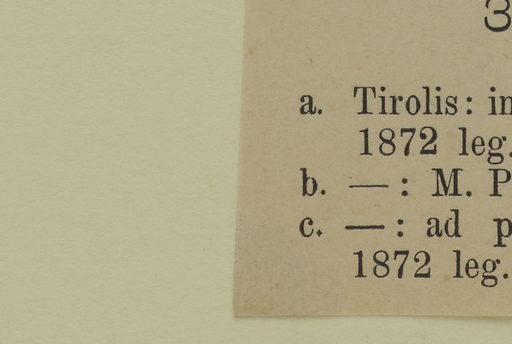 3
a. Tirolis: in
1872 leg.
b. — : M. P
c. — : ad p
1872 leg.